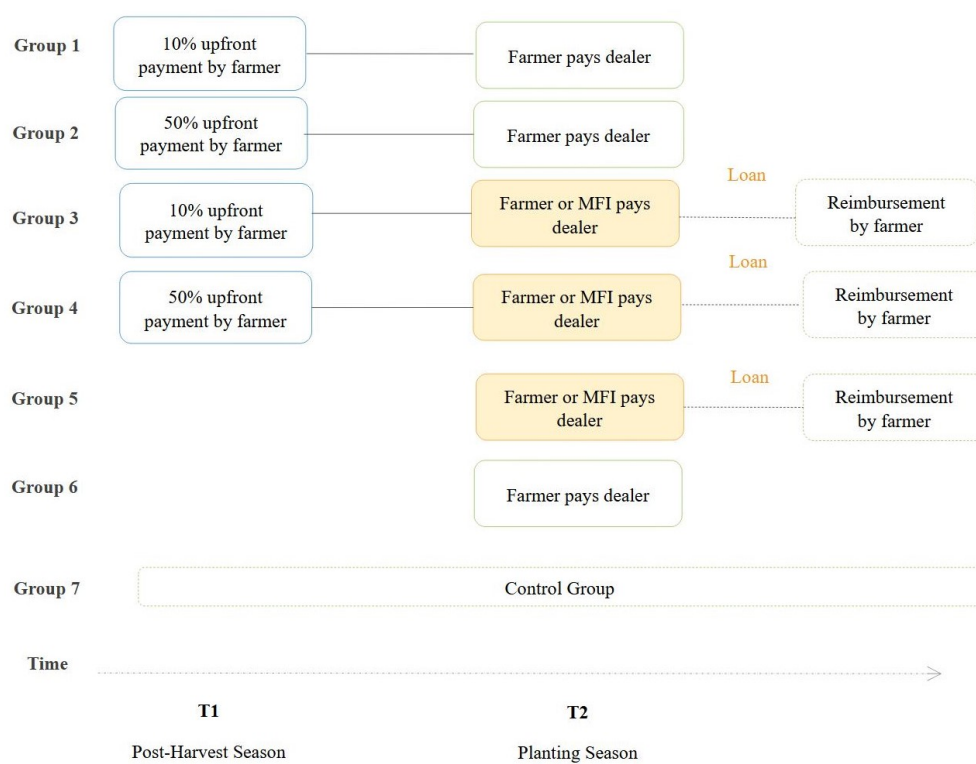 Group 1
10% upfront
payment by farmer
Farmer pays dealer
Group 2
50% upfront
payment by farmer
Farmer pays dealer
Loan
Group 3
10% upfront
payment by farmer
Farmer or MFI pays
dealer
Reimbursement
by farmer
Loan
Group 4
50% upfront
payment by farmer
Farmer or MFI pays
dealer
Reimbursement
by farmer
Loan
Group 5
Farmer or MFI pays
dealer
Reimbursement
by farmer
Group 6
Farmer pays dealer
Group 7
Control Group
Time
T1
T2
Post-Harvest Season
Planting Season